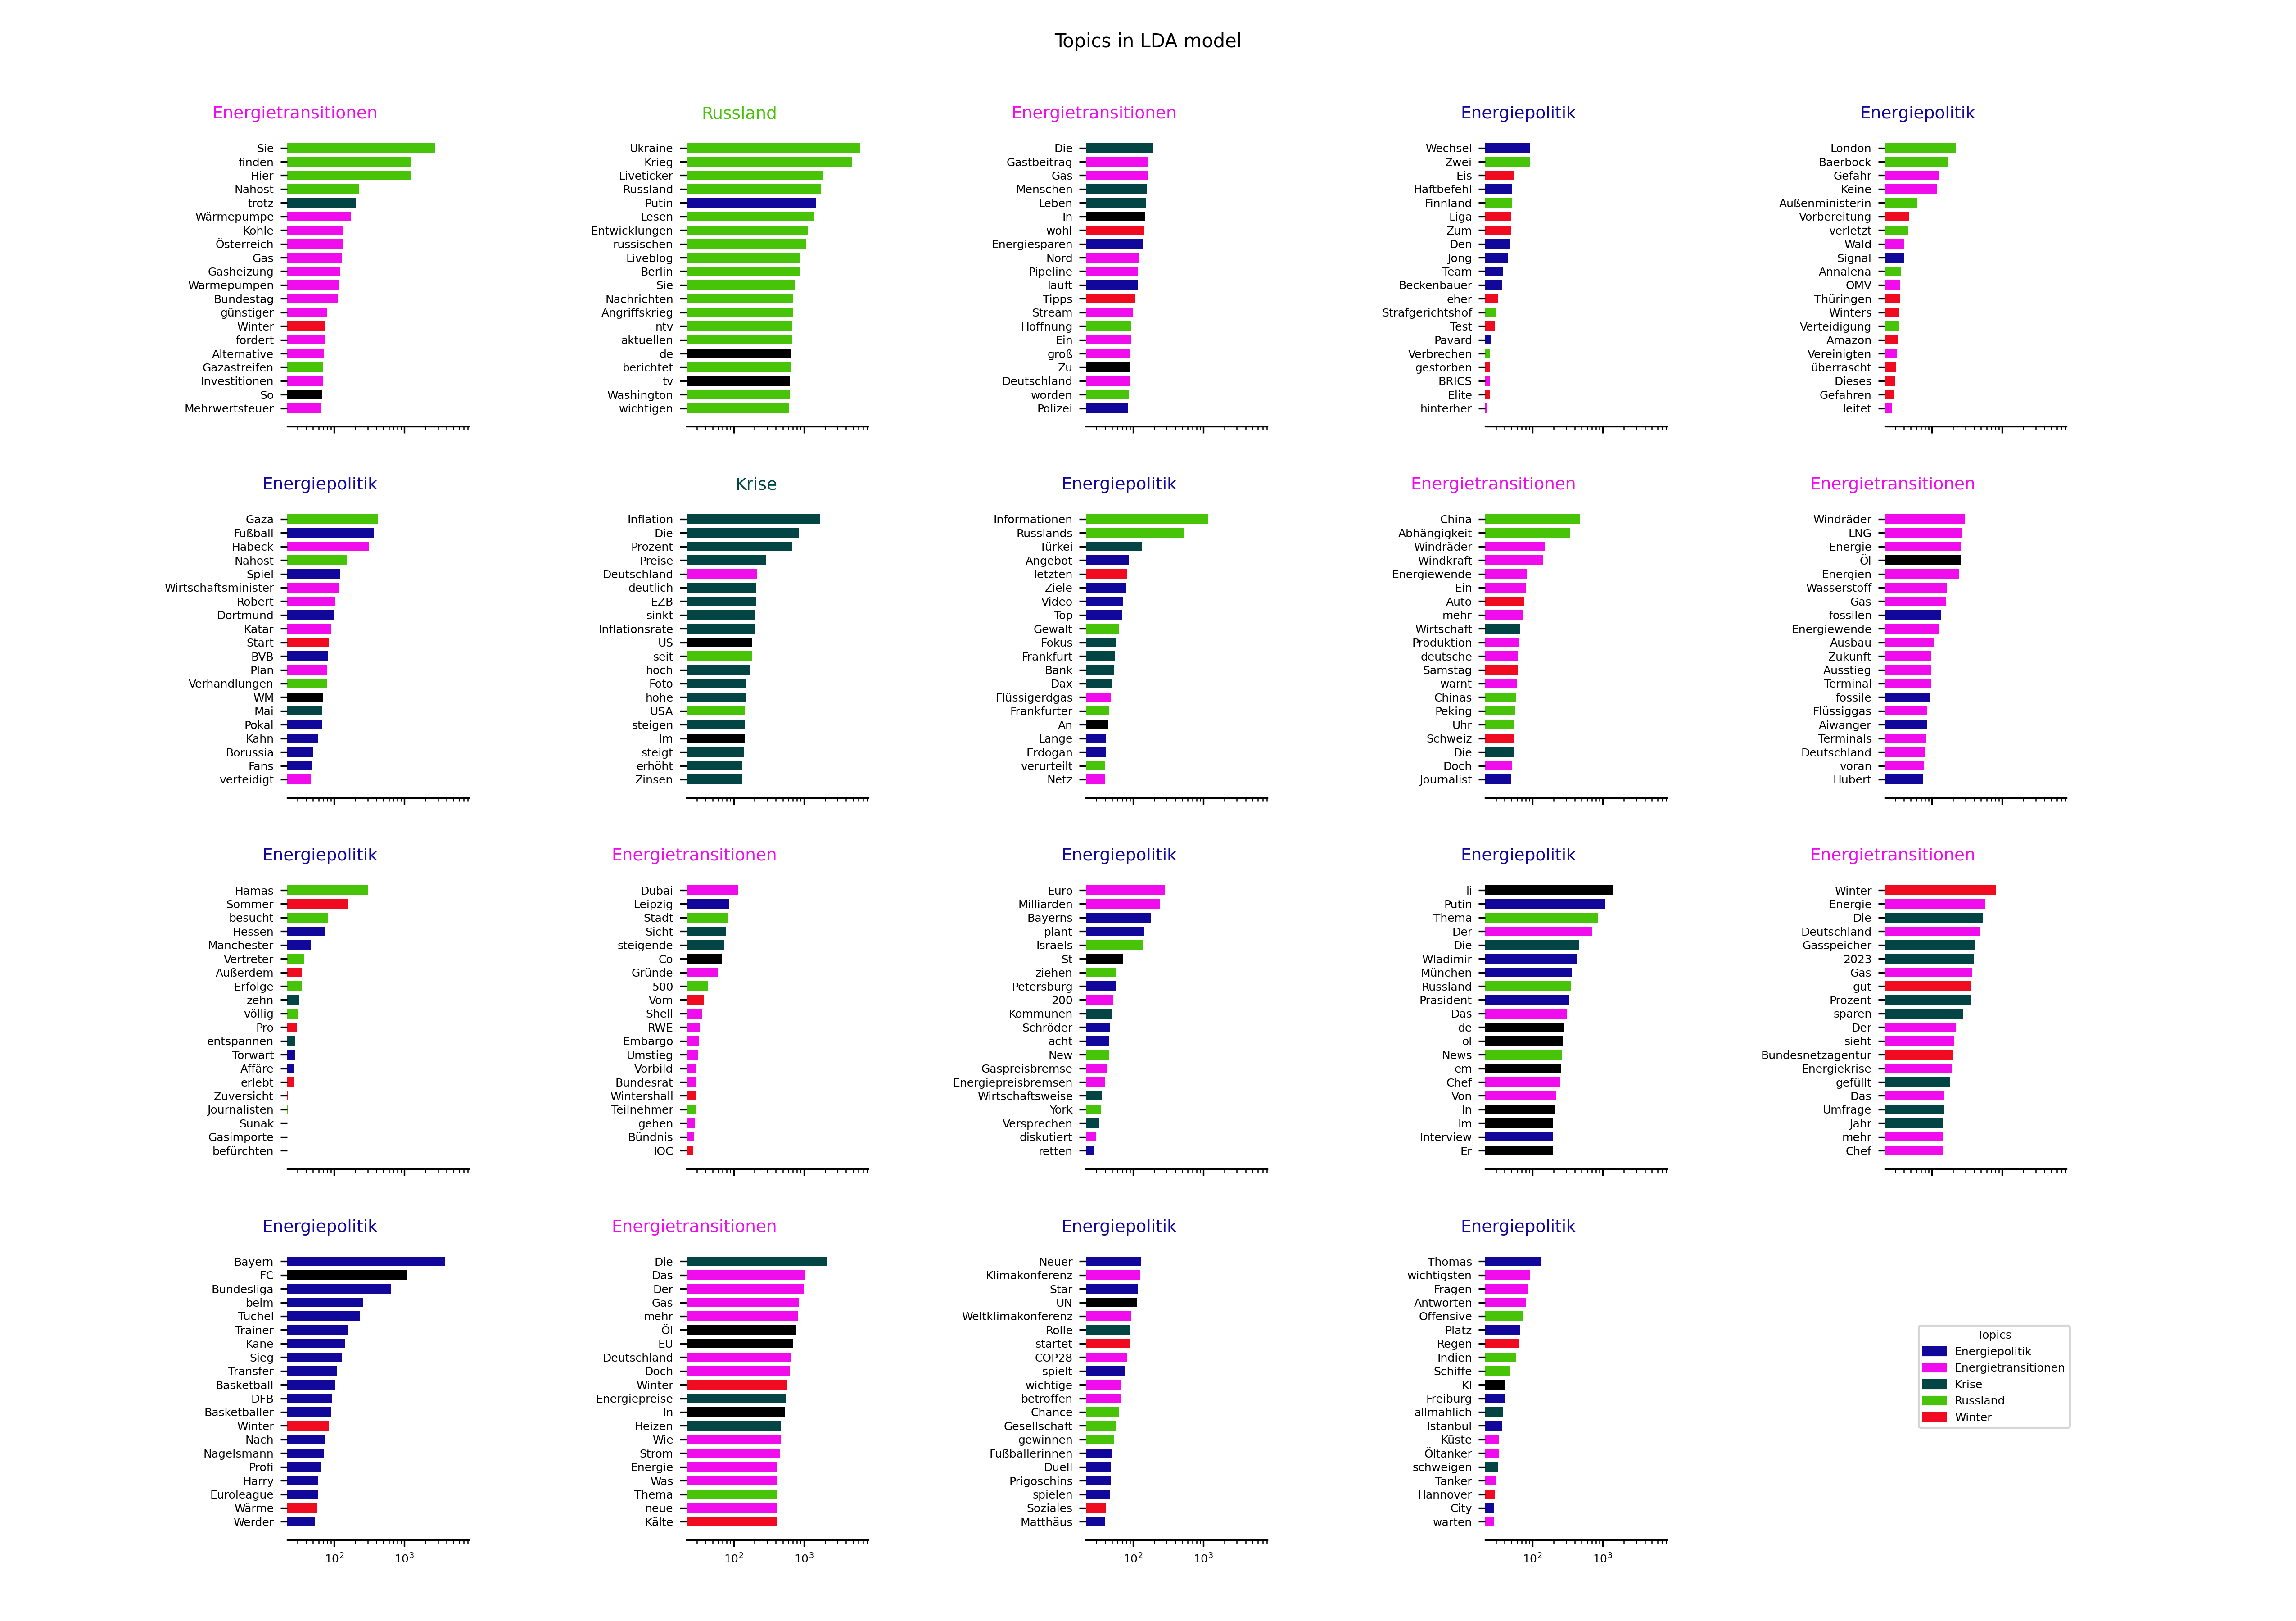 Topics in LDA model
Energietransitionen
Sie
finden
Hier
Nahost
trotz
Wärmepumpe
Kohle
Österreich
Gas
Gasheizung
Wärmepumpen
Bundestag
günstiger
Winter
fordert
Alternative
Gazastreifen
Investitionen
So
Mehrwertsteuer
Russland
Ukraine
Krieg
Liveticker
Russland
Putin
Lesen
Entwicklungen
russischen
Liveblog
Berlin
Sie
Nachrichten
Angriffskrieg
ntv
aktuellen
de
berichtet
tv
Washington
wichtigen
Energietransitionen
Die
Gastbeitrag
Gas
Menschen
Leben
In
wohl
Energiesparen
Nord
Pipeline
läuft
Tipps
Stream
Hoffnung
Ein
groß
Zu
Deutschland
worden
Polizei
Energiepolitik
Wechsel
Zwei
Eis
Haftbefehl
Finnland
Liga
Zum
Den
Jong
Team
Beckenbauer
eher
Strafgerichtshof
Test
Pavard
Verbrechen
gestorben
BRICS
Elite
hinterher
Energiepolitik
London
Baerbock
Gefahr
Keine
Außenministerin
Vorbereitung
verletzt
Wald
Signal
Annalena
OMV
Thüringen
Winters
Verteidigung
Amazon
Vereinigten
überrascht
Dieses
Gefahren
leitet
Energiepolitik
Gaza
Fußball
Habeck
Nahost
Spiel
Wirtschaftsminister
Robert
Dortmund
Katar
Start
BVB
Plan
Verhandlungen
WM
Mai
Pokal
Kahn
Borussia
Fans
verteidigt
Krise
Inflation
Die
Prozent
Preise
Deutschland
deutlich
EZB
sinkt
Inflationsrate
US
seit
hoch
Foto
hohe
USA
steigen
Im
steigt
erhöht
Zinsen
Energiepolitik
Informationen
Russlands
Türkei
Angebot
letzten
Ziele
Video
Top
Gewalt
Fokus
Frankfurt
Bank
Dax
Flüssigerdgas
Frankfurter
An
Lange
Erdogan
verurteilt
Netz
Energietransitionen
China
Abhängigkeit
Windräder
Windkraft
Energiewende
Ein
Auto
mehr
Wirtschaft
Produktion
deutsche
Samstag
warnt
Chinas
Peking
Uhr
Schweiz
Die
Doch
Journalist
Energietransitionen
Windräder
LNG
Energie
Öl
Energien
Wasserstoff
Gas
fossilen
Energiewende
Ausbau
Zukunft
Ausstieg
Terminal
fossile
Flüssiggas
Aiwanger
Terminals
Deutschland
voran
Hubert
Energiepolitik
Hamas
Sommer
besucht
Hessen
Manchester
Vertreter
Außerdem
Erfolge
zehn
völlig
Pro
entspannen
Torwart
Affäre
erlebt
Zuversicht
Journalisten
Sunak
Gasimporte
befürchten
Energietransitionen
Dubai
Leipzig
Stadt
Sicht
steigende
Co
Gründe
500
Vom
Shell
RWE
Embargo
Umstieg
Vorbild
Bundesrat
Wintershall
Teilnehmer
gehen
Bündnis
IOC
Energiepolitik
Euro
Milliarden
Bayerns
plant
Israels
St
ziehen
Petersburg
200
Kommunen
Schröder
acht
New
Gaspreisbremse
Energiepreisbremsen
Wirtschaftsweise
York
Versprechen
diskutiert
retten
Energiepolitik
li
Putin
Thema
Der
Die
Wladimir
München
Russland
Präsident
Das
de
ol
News
em
Chef
Von
In
Im
Interview
Er
Energietransitionen
Winter
Energie
Die
Deutschland
Gasspeicher
2023
Gas
gut
Prozent
sparen
Der
sieht
Bundesnetzagentur
Energiekrise
gefüllt
Das
Umfrage
Jahr
mehr
Chef
Energiepolitik
Bayern
FC
Bundesliga
beim
Tuchel
Trainer
Kane
Sieg
Transfer
Basketball
DFB
Basketballer
Winter
Nach
Nagelsmann
Profi
Harry
Euroleague
Wärme
Werder
10² 10³
Energietransitionen
Die
Das
Der
Gas
mehr
Öl
EU
Deutschland
Doch
Winter
Energiepreise
In
Heizen
Wie
Strom
Energie
Was
Thema
neue
Kälte
10² 10³
Energiepolitik
Neuer
Klimakonferenz
Star
UN
Weltklimakonferenz
Rolle
startet
COP28
spielt
wichtige
betroffen
Chance
Gesellschaft
gewinnen
Fußballerinnen
Duell
Prigoschins
spielen
Soziales
Matthäus
10² 10³
Energiepolitik
Thomas
wichtigsten
Fragen
Antworten
Offensive
Platz
Regen
Indien
Schiffe
KI
Freiburg
allmählich
Istanbul
Küste
Öltanker
schweigen
Tanker
Hannover
City
warten
10² 10³
Topics
Energiepolitik
Energietransitionen
Krise
Russland
Winter